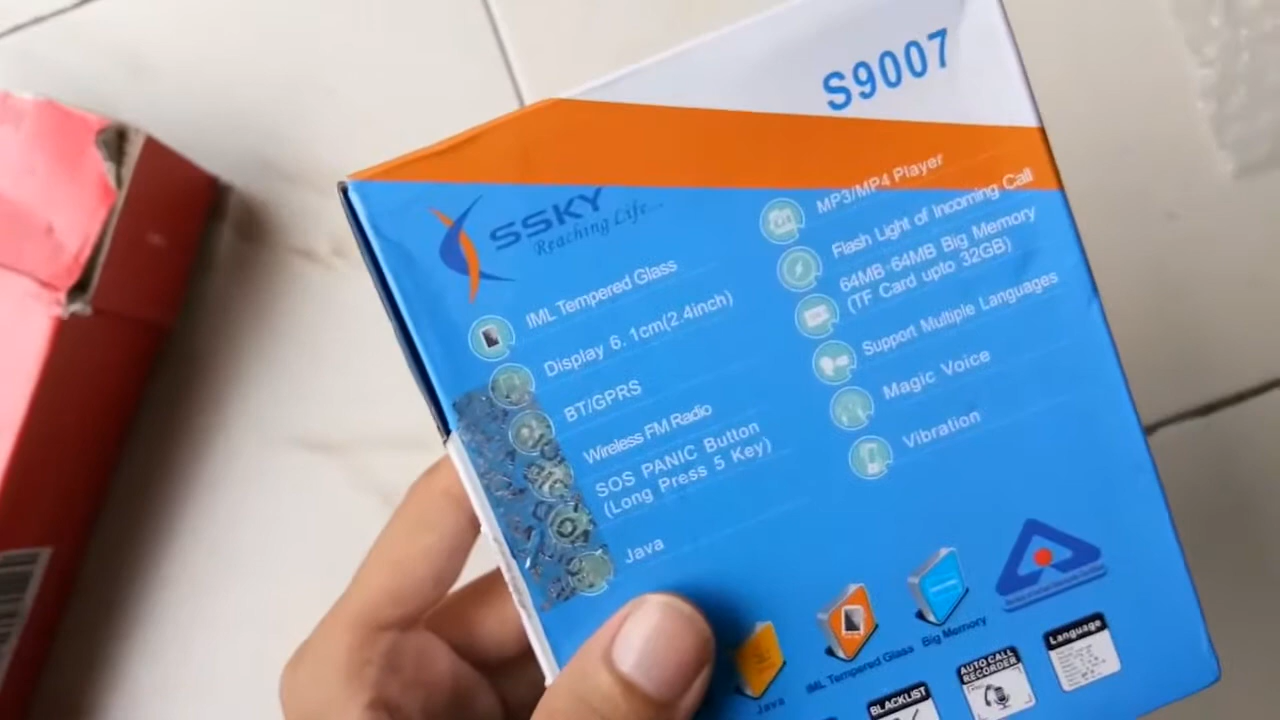 S9007
SSKY
Reaching Life...
IML Tempered Glass
Display 6.1cm(2.4inch)
BT/GPRS
Wireless FM Radio
SOS PANIC Button
(Long Press 5 Key)
Java
MP3/MP4 Player
Flash Light of Incoming Call
64MB+64MB Big Memory
(TF Card upto 32GB)
Support Multiple Languages
Magic Voice
Vibration
Java
IML Tempered Glass
Big Memory
BLACKLIST
AUTO CALL
RECORDER
Language